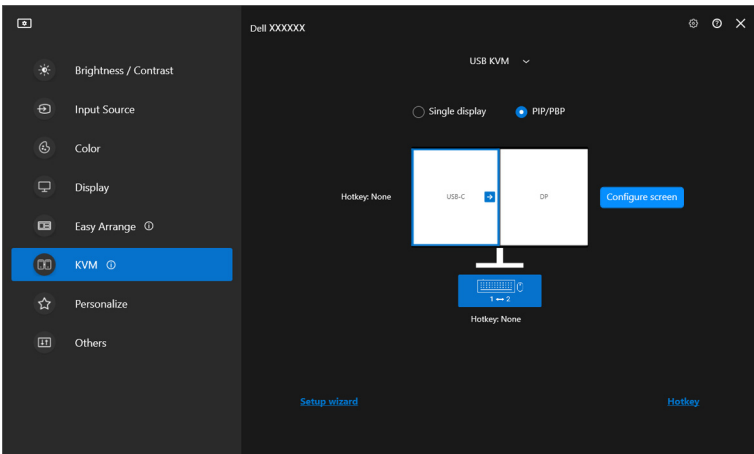 Dell XXXXXX
Brightness / Contrast
Input Source
Color
Display
Easy Arrange
KVM
Personalize
Others
USB KVM
Single display
PIP/PBP
Hotkey: None
USB-C
DP
Configure screen
1 ↔ 2
Hotkey: None
Setup wizard
Hotkey